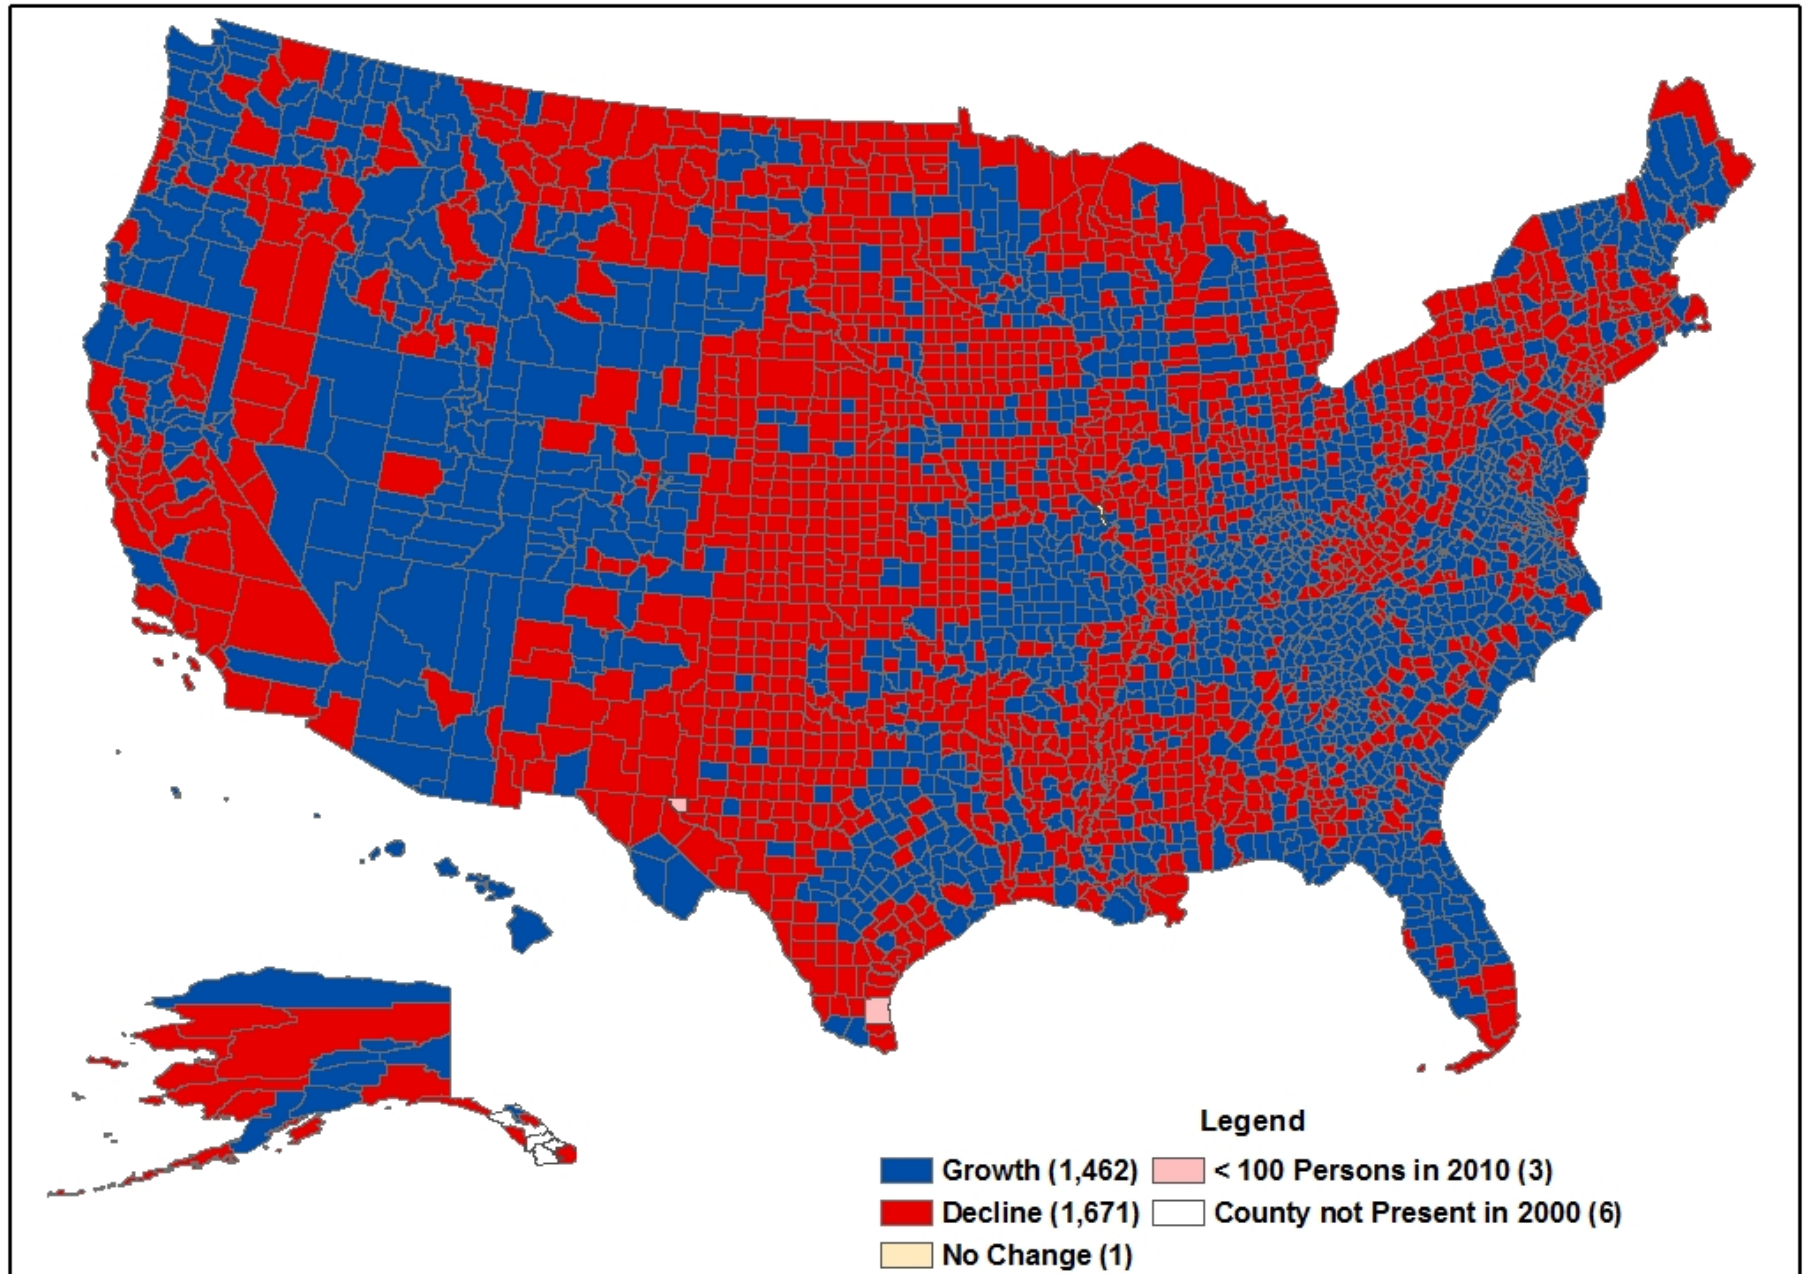 Legend
Growth (1,462)
< 100 Persons in 2010 (3)
Decline (1,671)
County not Present in 2000 (6)
No Change (1)